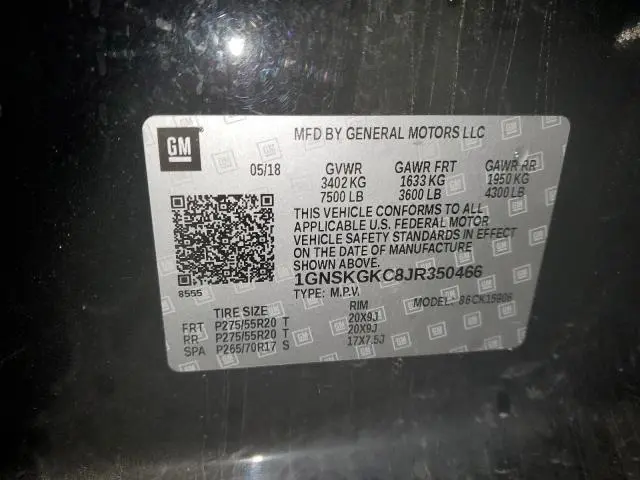 GM
MFD BY GENERAL MOTORS LLC
05/18 GVWR GAWR FRT GAWR RR
3402 KG 1633 KG 1950 KG
7500 LB 3600 LB 4300 LB
THIS VEHICLE CONFORMS TO ALL
APPLICABLE U.S. FEDERAL MOTOR
VEHICLE SAFETY STANDARDS IN EFFECT
ON THE DATE OF MANUFACTURE
SHOWN ABOVE.
1GNSKGKC8JR350466
8555
TYPE: M.P.V. MODEL: 86CK15906
TIRE SIZE RIM
FRT P275/55R20 T 20X9J
RR P275/55R20 T 20X9J
SPA P265/70R17 S 17X7.5J